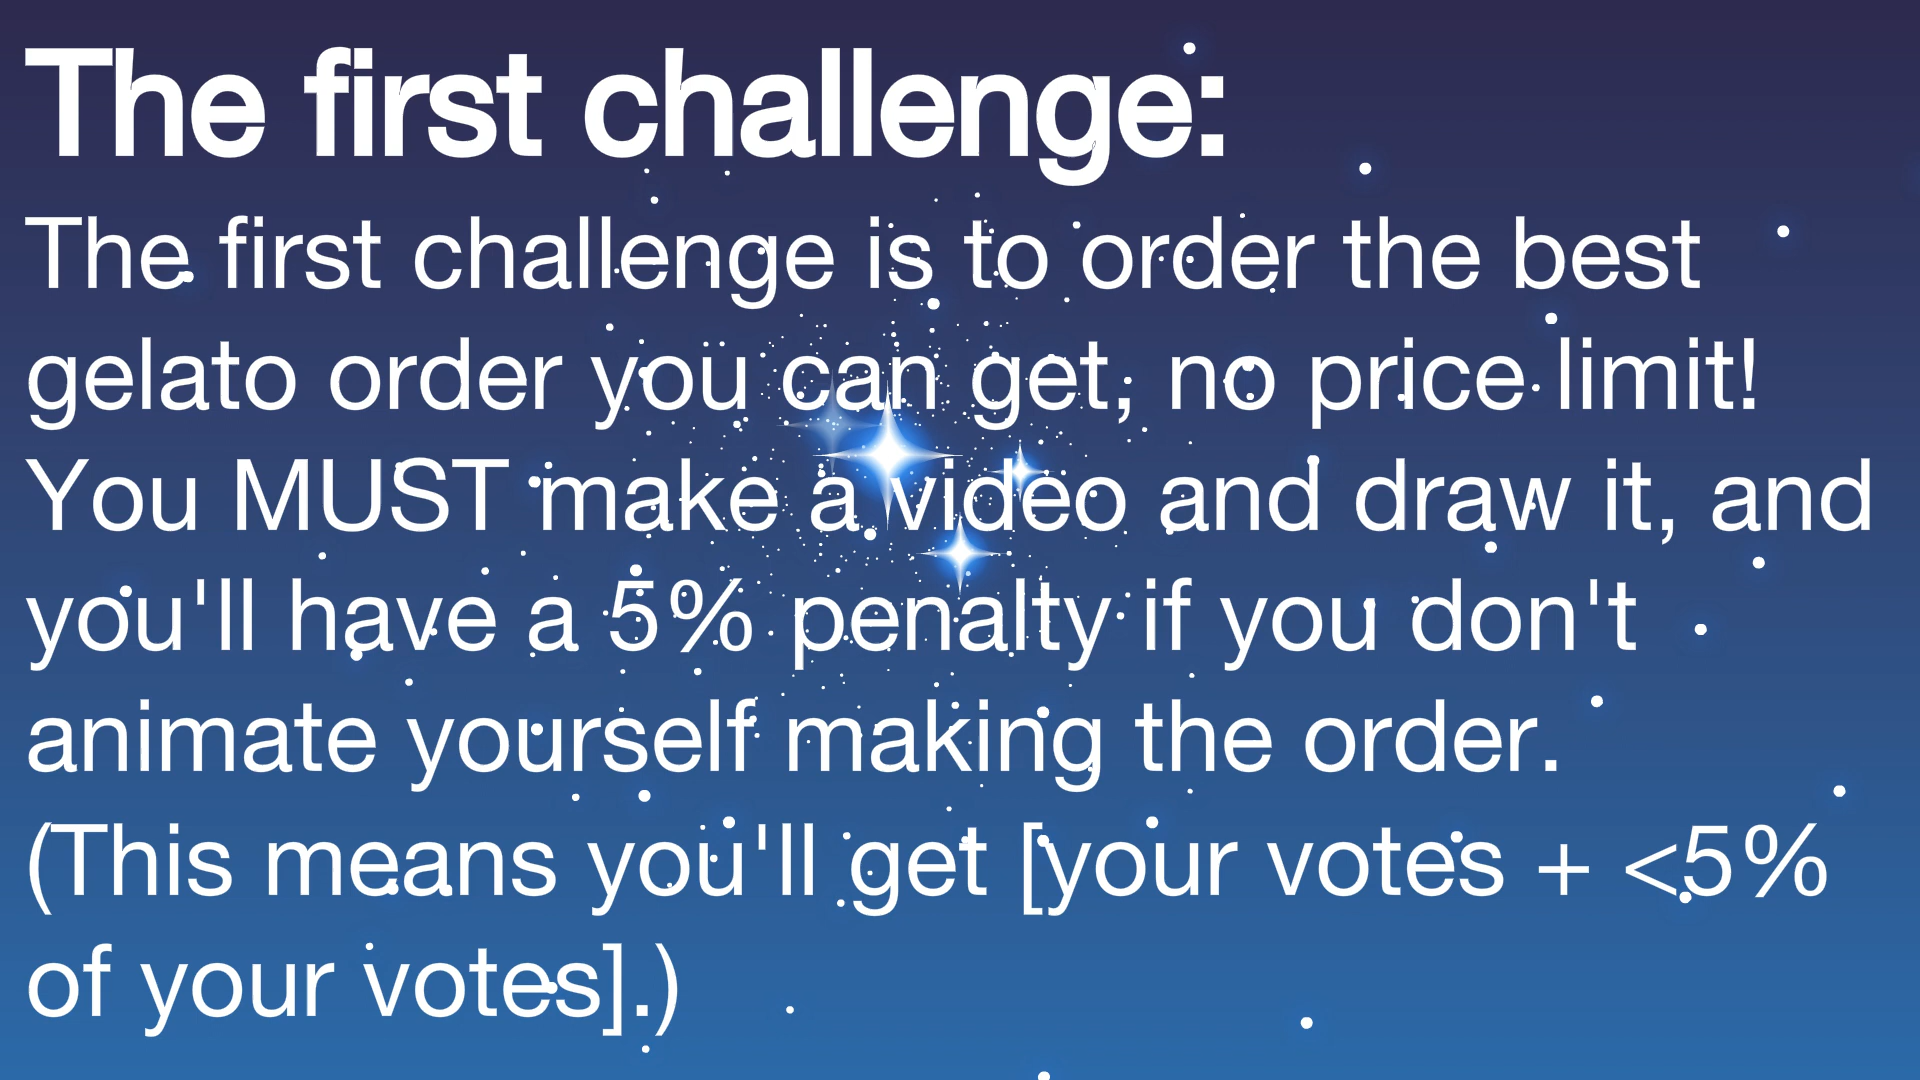 The first challenge:
The first challenge is to order the best
gelato order you can get, no price limit!
You MUST make a video and draw it, and
you'll have a 5% penalty if you don't
animate yourself making the order.
(This means you'll get [your votes + <5%
of your votes].)